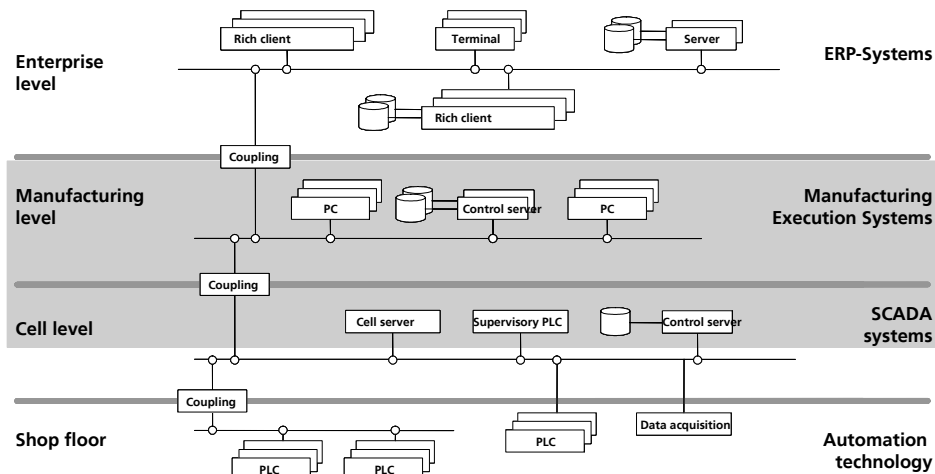 Rich client
Terminal
Server
Enterprise
level
ERP-Systems
Rich client
Coupling
Manufacturing
level
PC
Control server
PC
Manufacturing
Execution Systems
Coupling
Cell level
Cell server
Supervisory PLC
Control server
SCADA
systems
Coupling
Shop floor
PLC
PLC
PLC
Data acquisition
Automation
technology